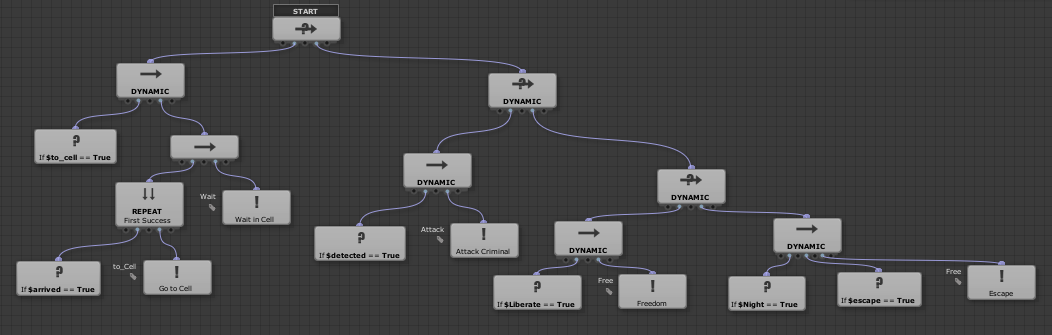 START
DYNAMIC
DYNAMIC
If $to_cell == True
DYNAMIC
DYNAMIC
REPEAT
First Success
Wait
Wait in Cell
If $detected == True
Attack
Attack Criminal
DYNAMIC
DYNAMIC
If $arrived == True
to_Cell
Go to Cell
If $Liberate == True
Free
Freedom
If $Night == True
If $escape == True
Free
Escape